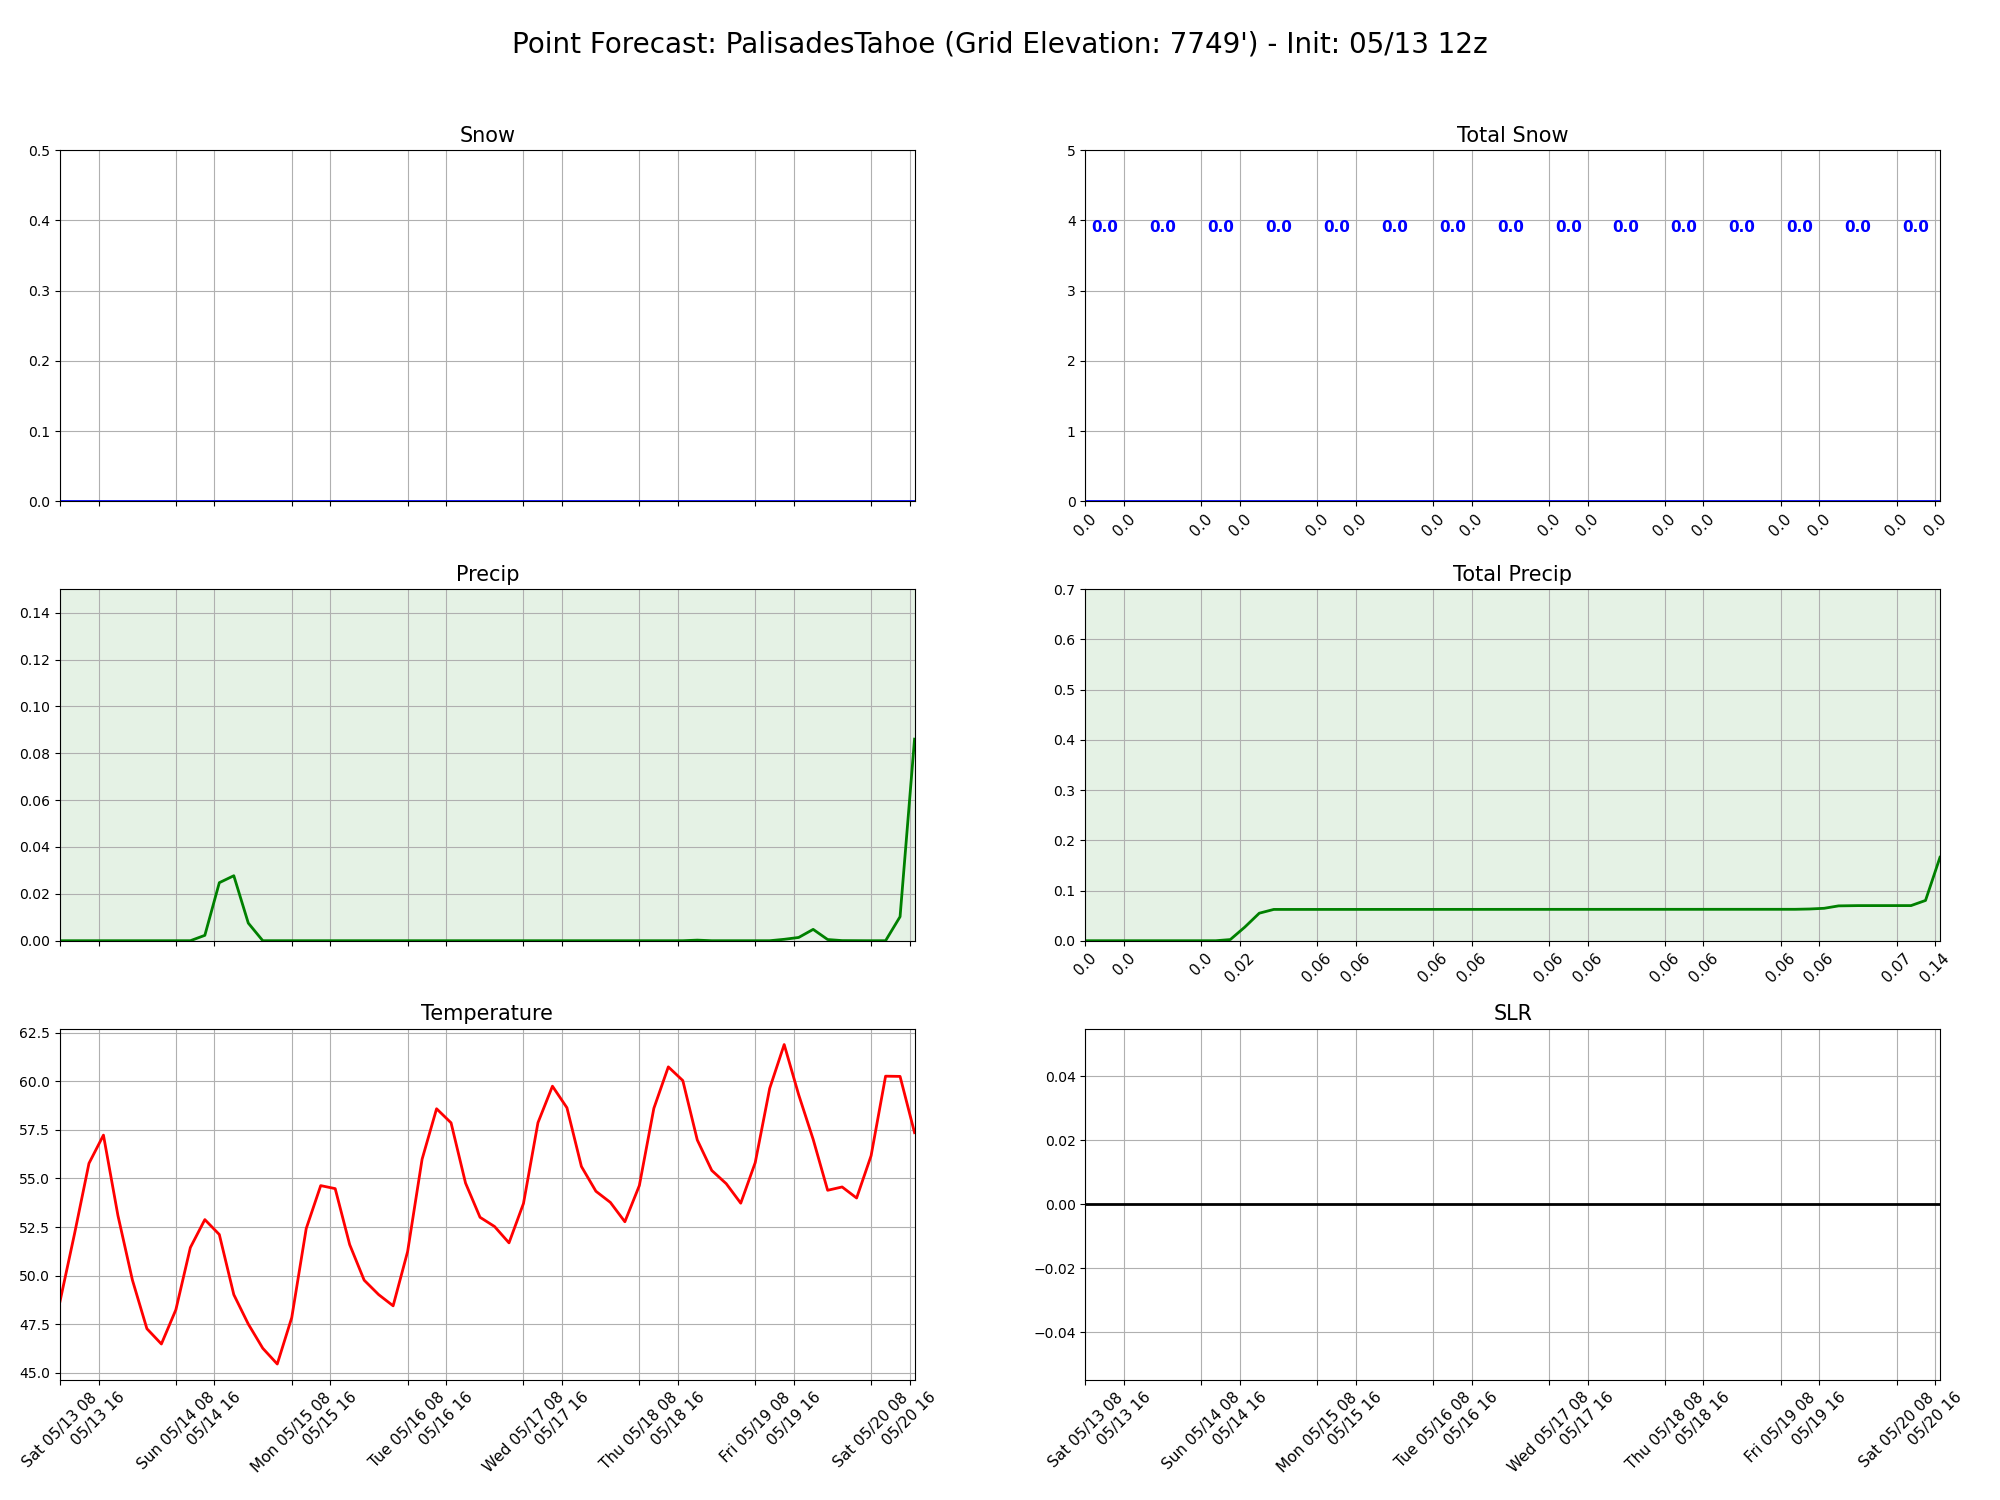 Point Forecast: PalisadesTahoe (Grid Elevation: 7749') - Init: 05/13 12z
Snow
0.5
0.4
0.3
0.2
0.1
0.0
Total Snow
5
4
3
2
1
0
0.0 0.0 0.0 0.0 0.0 0.0 0.0 0.0 0.0 0.0 0.0 0.0 0.0 0.0 0.0
0.0 0.0 0.0 0.0 0.0 0.0 0.0 0.0 0.0 0.0 0.0 0.0 0.0 0.0 0.0 0.0
Precip
0.14
0.12
0.10
0.08
0.06
0.04
0.02
0.00
Total Precip
0.7
0.6
0.5
0.4
0.3
0.2
0.1
0.0
0.0 0.0 0.0 0.02 0.06 0.06 0.06 0.06 0.06 0.06 0.06 0.06 0.06 0.06 0.07 0.14
Temperature
62.5
60.0
57.5
55.0
52.5
50.0
47.5
45.0
Sat 05/13 08
05/13 16
Sun 05/14 08
05/14 16
Mon 05/15 08
05/15 16
Tue 05/16 08
05/16 16
Wed 05/17 08
05/17 16
Thu 05/18 08
05/18 16
Fri 05/19 08
05/19 16
Sat 05/20 08
05/20 16
SLR
0.04
0.02
0.00
−0.02
−0.04
Sat 05/13 08
05/13 16
Sun 05/14 08
05/14 16
Mon 05/15 08
05/15 16
Tue 05/16 08
05/16 16
Wed 05/17 08
05/17 16
Thu 05/18 08
05/18 16
Fri 05/19 08
05/19 16
Sat 05/20 08
05/20 16